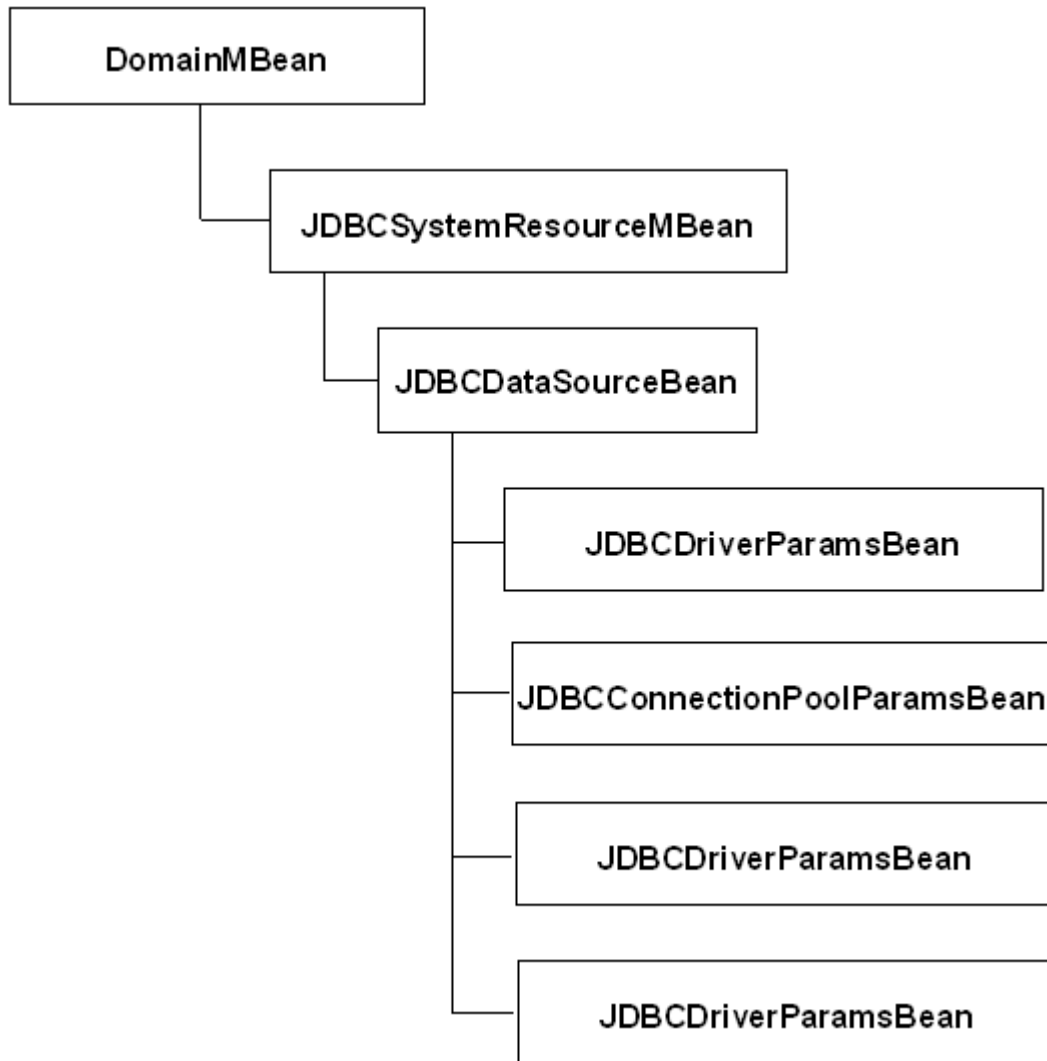 DomainMBean
JDBCSystemResourceMBean
JDBCDataSourceBean
JDBCDriverParamsBean
JDBCConnectionPoolParamsBean
JDBCDriverParamsBean
JDBCDriverParamsBean